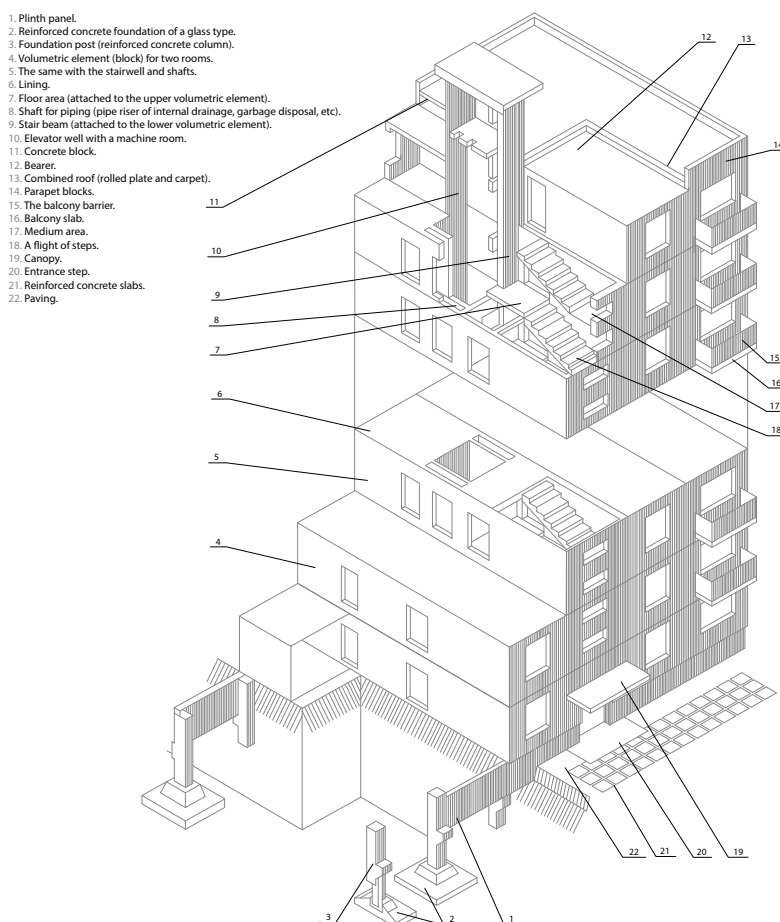 1. Plinth panel.
2. Reinforced concrete foundation of a glass type.
3. Foundation post (reinforced concrete column).
4. Volumetric element (block) for two rooms.
5. The same with the stairwell and shafts.
6. Lining.
7. Floor area (attached to the upper volumetric element).
8. Shaft for piping (pipe riser of internal drainage, garbage disposal, etc).
9. Stair beam (attached to the lower volumetric element).
10. Elevator well with a machine room.
11. Concrete block.
12. Bearer.
13. Combined roof (rolled plate and carpet).
14. Parapet blocks.
15. The balcony barrier.
16. Balcony slab.
17. Medium area.
18. A flight of steps.
19. Canopy.
20. Entrance step.
21. Reinforced concrete slabs.
22. Paving.
12
13
14
11
10
9
8
7
15
16
17
18
6
5
4
22
21
20
19
3
2
1